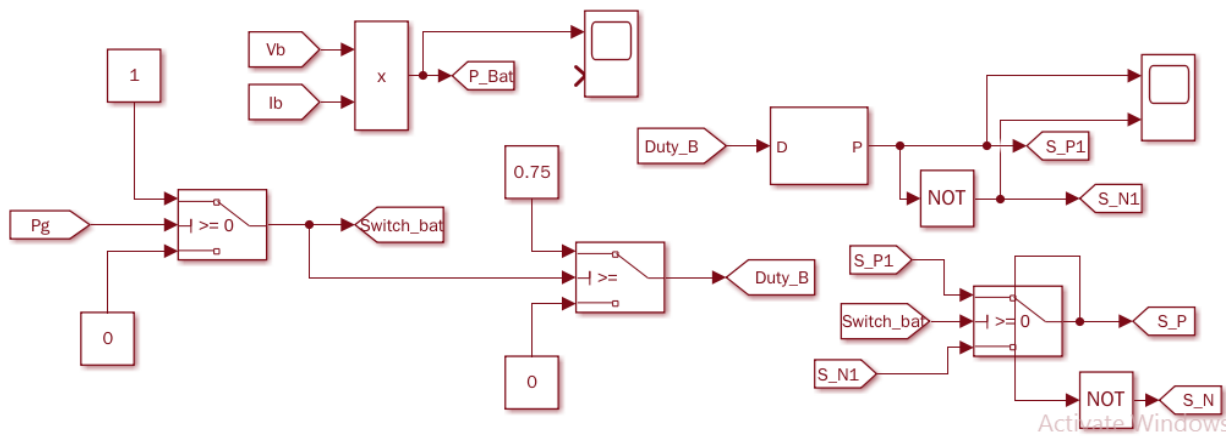 Vb
x
P_Bat
Ib
1
Pg
>= 0
Switch_bat
0
0.75
>=
Duty_B
0
Duty_B
D
P
S_P1
NOT
S_N1
S_P1
Switch_bat
>= 0
S_P
S_N1
NOT
S_N
Activate Windows